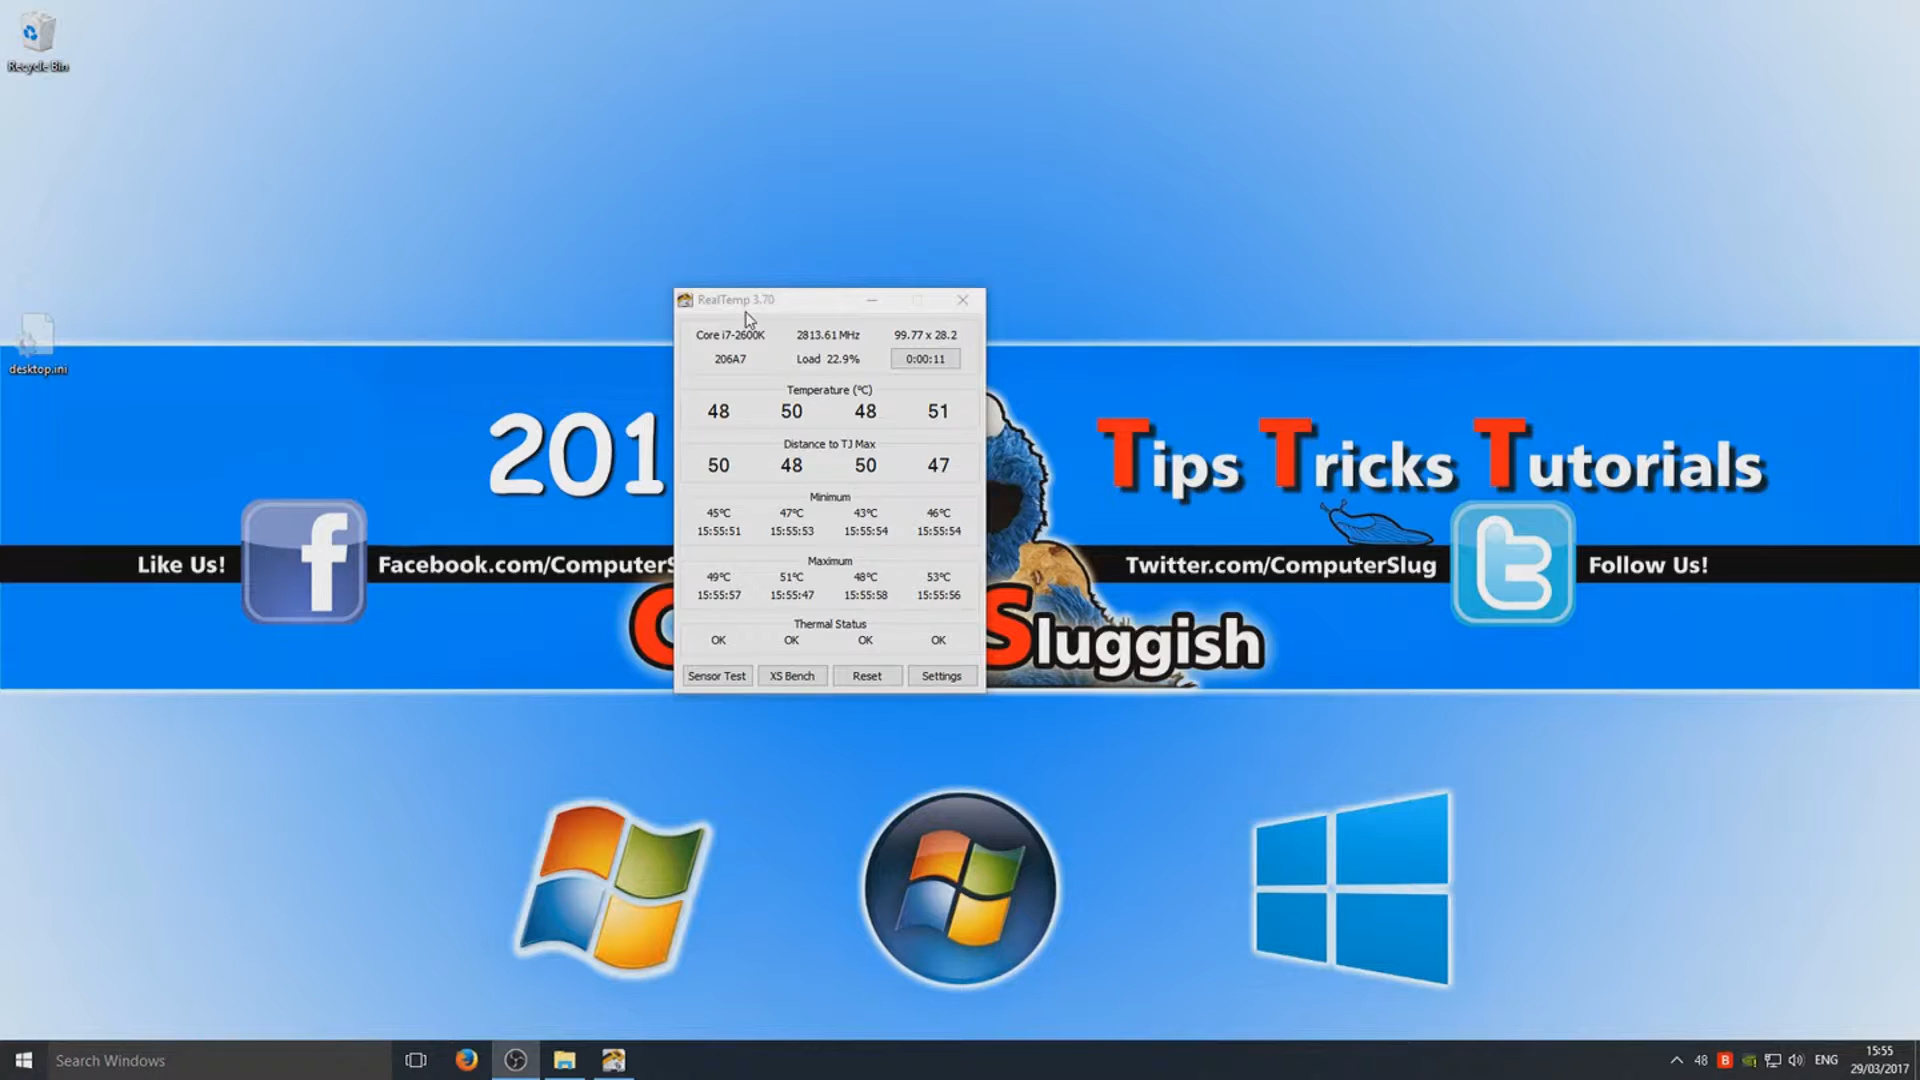 Recycle Bin
desktop.ini
RealTemp 3.70
Core i7-2600K 2813.61 MHz 99.77 x 28.2
206A7 Load 22.9% 0:00:11
Temperature (°C)
48 50 48 51
Distance to TJ Max
50 48 50 47
Minimum
45°C 47°C 43°C 46°C
15:55:51 15:55:53 15:55:54 15:55:54
Maximum
49°C 51°C 48°C 53°C
15:55:57 15:55:47 15:55:58 15:55:56
Thermal Status
OK OK OK OK
Sensor Test XS Bench Reset Settings
201
Tips Tricks Tutorials
Like Us! f Facebook.com/ComputerS
Twitter.com/ComputerSlug t Follow Us!
Sluggish
Search Windows
48 B ENG 15:55
29/03/2017